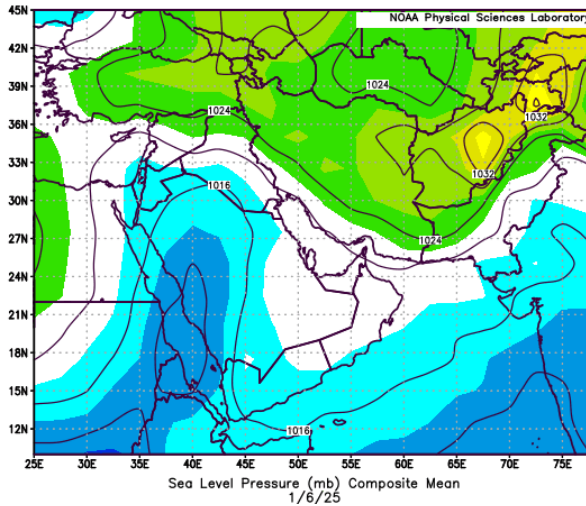 NOAA Physical Sciences Laborator
45N
42N
39N
36N
33N
30N
27N
24N
21N
18N
15N
12N
1024
1032
1024
1032
1016
1024
1016
25E 30E 35E 40E 45E 50E 55E 60E 65E 70E 75E
Sea Level Pressure (mb) Composite Mean
1/6/25